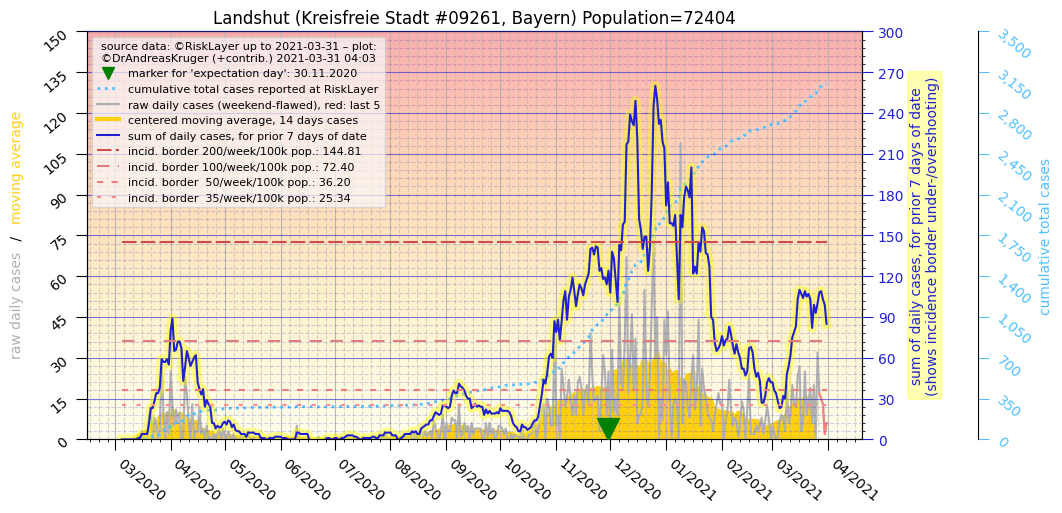 Landshut (Kreisfreie Stadt #09261, Bayern) Population=72404
source data: ©RiskLayer up to 2021-03-31 – plot:
©DrAndreasKruger (+contrib.) 2021-03-31 04:03
marker for 'expectation day': 30.11.2020
cumulative total cases reported at RiskLayer
raw daily cases (weekend-flawed), red: last 5
centered moving average, 14 days cases
sum of daily cases, for prior 7 days of date
incid. border 200/week/100k pop.: 144.81
incid. border 100/week/100k pop.: 72.40
incid. border  50/week/100k pop.: 36.20
incid. border  35/week/100k pop.: 25.34
raw daily cases / moving average
150
135
120
105
90
75
60
45
30
15
0
03/2020
04/2020
05/2020
06/2020
07/2020
08/2020
09/2020
10/2020
11/2020
12/2020
01/2021
02/2021
03/2021
04/2021
300
270
240
210
180
150
120
90
60
30
0
sum of daily cases, for prior 7 days of date
(shows incidence border under-/overshooting)
3,500
3,150
2,800
2,450
2,100
1,750
1,400
1,050
700
350
0
cumulative total cases